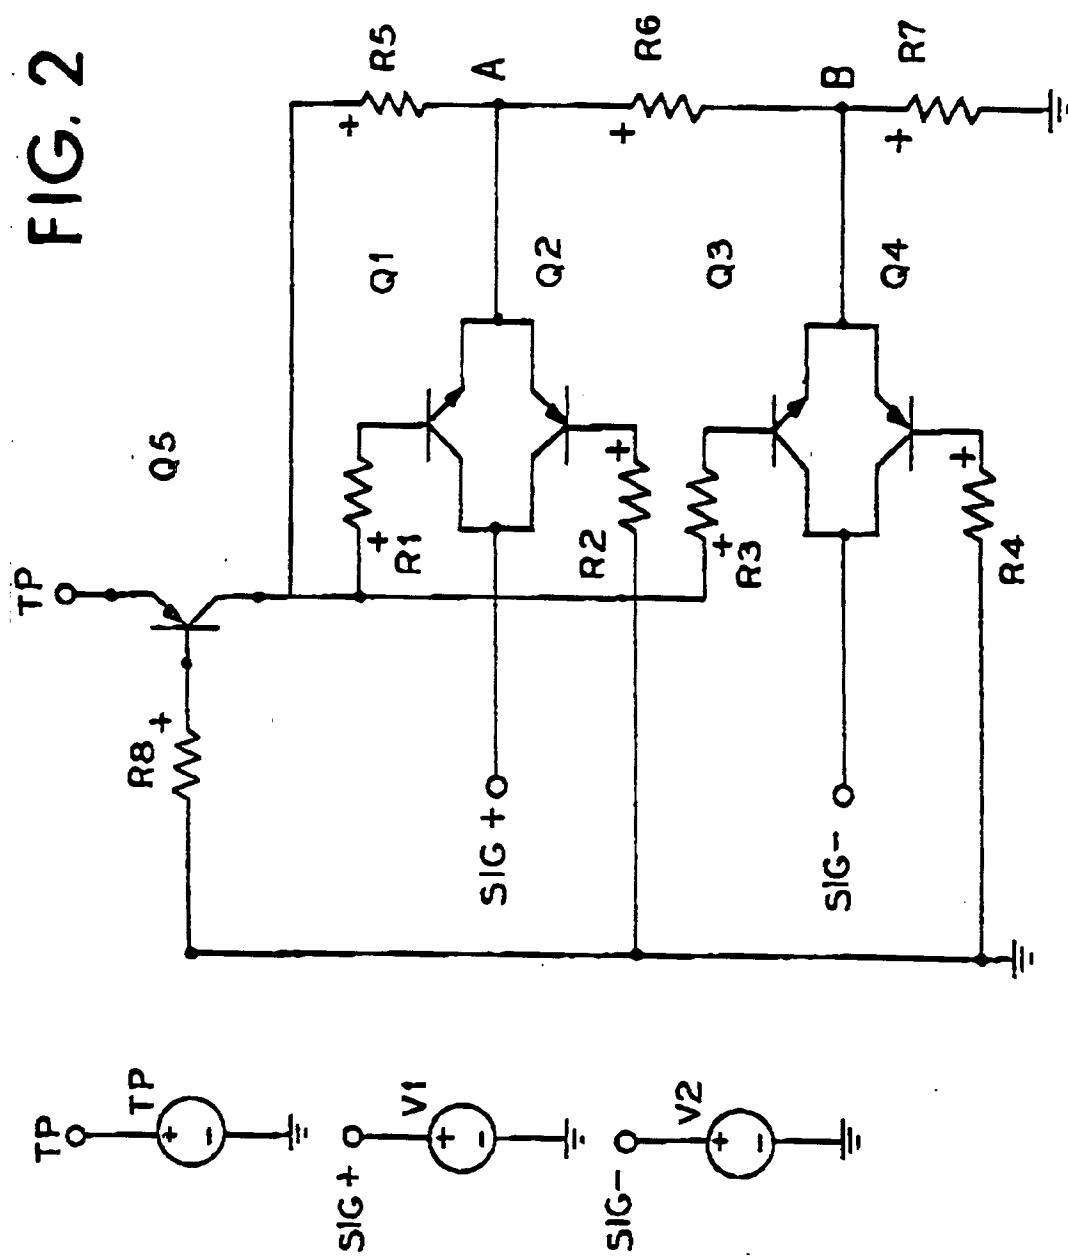 FIG. 2
TP
Q5
R8
+
R5
+
A
R6
+
B
R7
+
Q1
Q2
Q3
Q4
+
R1
R2
+
+
R3
R4
+
SIG +
SIG-
TP
TP
+
-
SIG+
V1
+
-
SIG-
V2
+
-